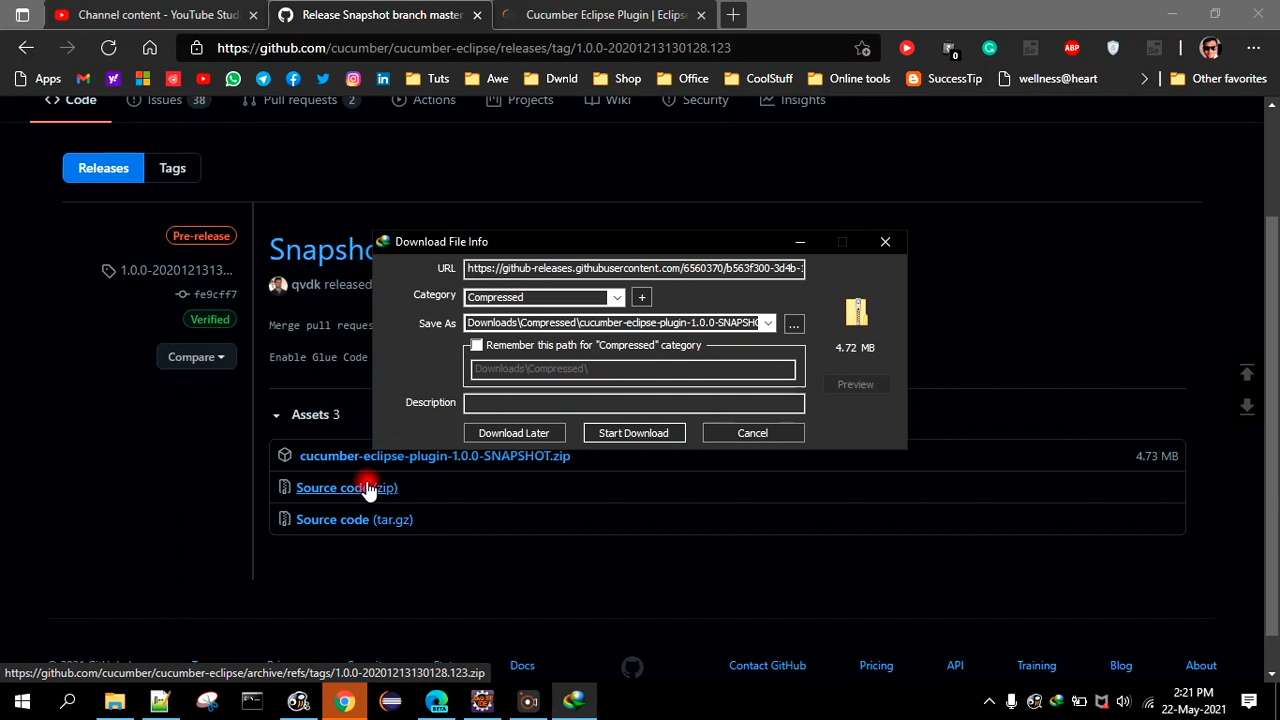 Channel content - YouTube Studi
Release Snapshot branch master
Cucumber Eclipse Plugin | Eclips
https://github.com/cucumber/cucumber-eclipse/releases/tag/1.0.0-20201213130128.123
0
ABP
Apps
Tuts
Awe
Dwnld
Shop
Office
CoolStuff
Online tools
SuccessTip
wellness@heart
Other favorites
Code
Issues 38
Pull requests 2
Actions
Projects
Wiki
Security
Insights
Releases
Tags
Pre-release
1.0.0-2020121313...
fe9cff7
Verified
Compare
Snapsho
qvdk released
Merge pull reques
Enable Glue Code
Download File Info
URL
https://github-releases.githubusercontent.com/6560370/b563f300-3d4b-1
Category
Compressed
+
Save As
Downloads\Compressed\cucumber-eclipse-plugin-1.0.0-SNAPSHO
...
Remember this path for "Compressed" category
Downloads\Compressed\
Description
4.72 MB
Preview
Download Later
Start Download
Cancel
Assets 3
cucumber-eclipse-plugin-1.0.0-SNAPSHOT.zip
4.73 MB
Source code (zip)
Source code (tar.gz)
Docs
Contact GitHub
Pricing
API
Training
Blog
About
https://github.com/cucumber/cucumber-eclipse/archive/refs/tags/1.0.0-20201213130128.123.zip
2:21 PM
22-May-2021